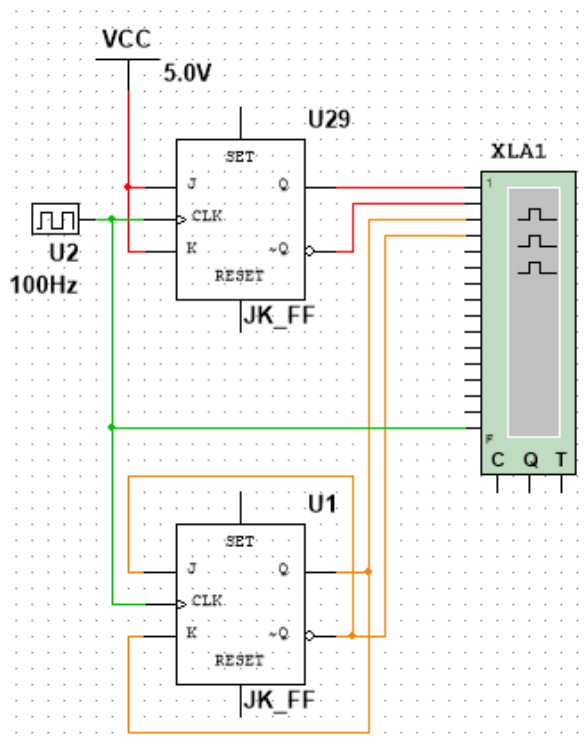 VCC
5.0V
U29
SET
J Q
CLK
K ~Q
RESET
JK_FF
U2
100Hz
XLA1
1
F
C Q T
U1
SET
J Q
CLK
K ~Q
RESET
JK_FF